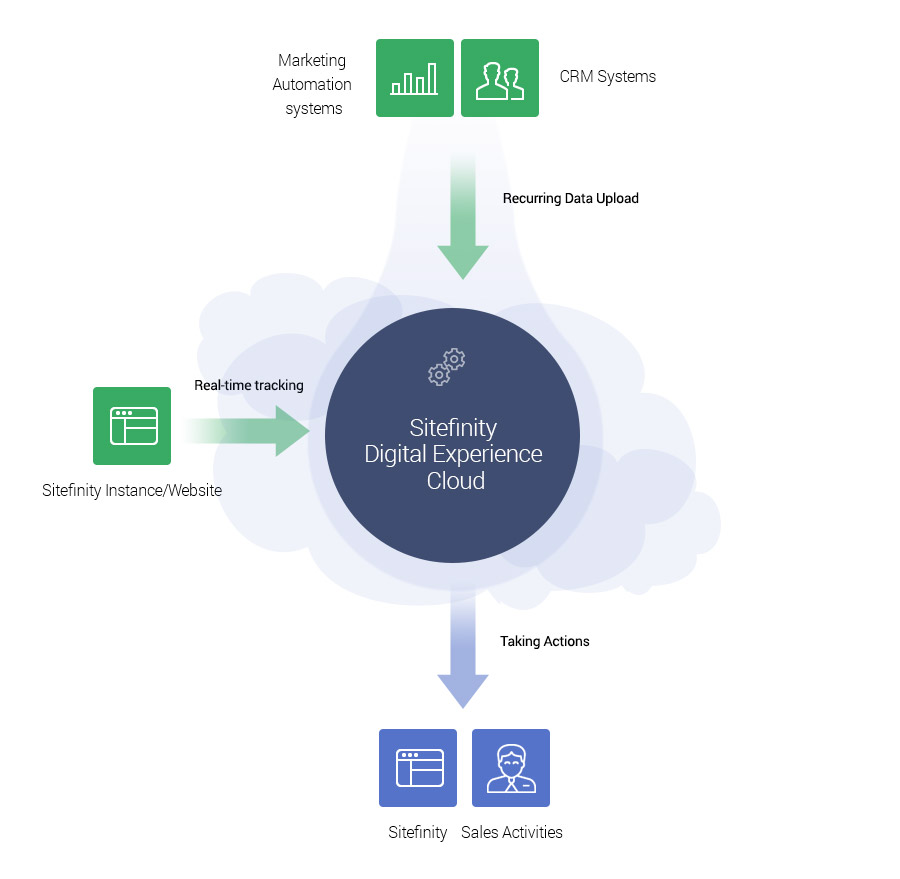 Marketing
Automation
systems
CRM Systems
Recurring Data Upload
Real-time tracking
Sitefinity
Digital Experience
Cloud
Sitefinity Instance/Website
Taking Actions
Sitefinity
Sales Activities